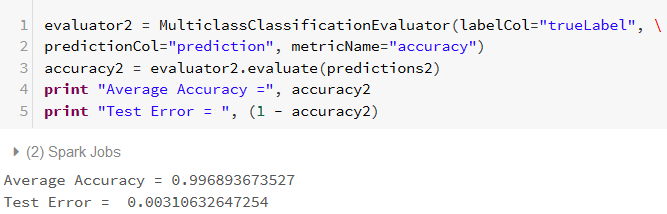 1 evaluator2 = MulticlassClassificationEvaluator(labelCol="trueLabel", \
2 predictionCol="prediction", metricName="accuracy")
3 accuracy2 = evaluator2.evaluate(predictions2)
4 print "Average Accuracy =", accuracy2
5 print "Test Error = ", (1 - accuracy2)
(2) Spark Jobs
Average Accuracy = 0.996893673527
Test Error =  0.00310632647254